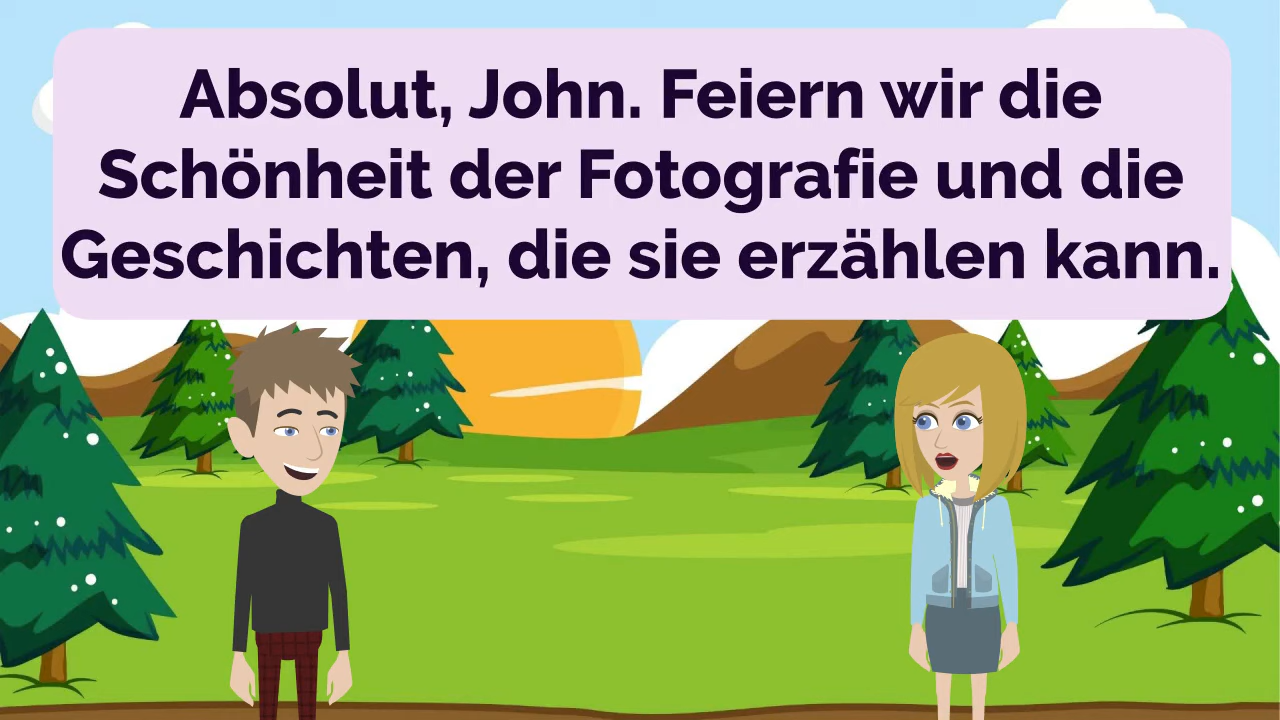 Absolut, John. Feiern wir die
Schönheit der Fotografie und die
Geschichten, die sie erzählen kann.